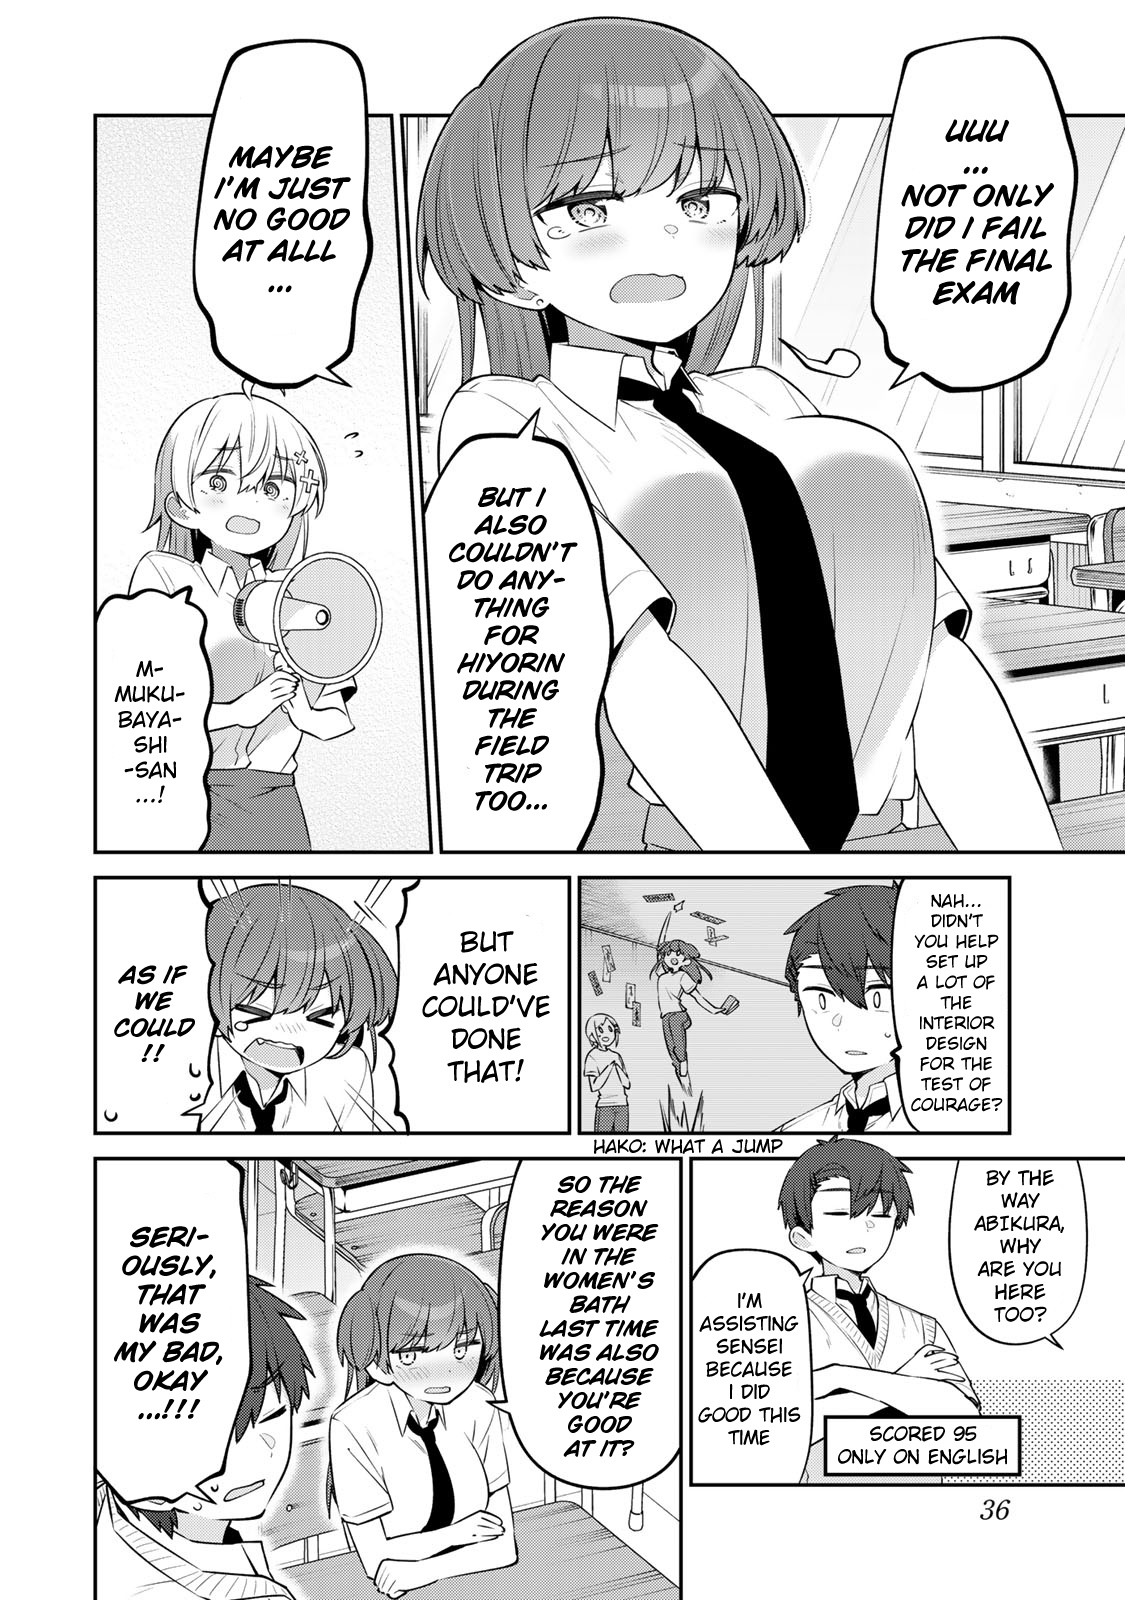 UUU
...
NOT ONLY
DID I FAIL
THE FINAL
EXAM
BUT I
ALSO
COULDN'T
DO ANY-
THING
FOR
HIYORIN
DURING
THE
FIELD
TRIP
TOO...
MAYBE
I'M JUST
NO GOOD
AT ALLL
...
M-
MUKU-
BAYA-
SHI
-SAN
...!
NAH...
DIDN'T
YOU HELP
SET UP
A LOT OF
THE
INTERIOR
DESIGN
FOR THE
TEST OF
COURAGE?
HAKO: WHAT A JUMP
BUT
ANYONE
COULD'VE
DONE
THAT!
AS IF
WE
COULD
!!
BY THE
WAY
ABIKURA,
WHY
ARE YOU
HERE
TOO?
I'M
ASSISTING
SENSEI
BECAUSE
I DID
GOOD THIS
TIME
SCORED 95
ONLY ON ENGLISH
SO THE
REASON
YOU WERE
IN THE
WOMEN'S
BATH
LAST TIME
WAS ALSO
BECAUSE
YOU'RE
GOOD
AT IT?
SERI-
OUSLY,
THAT
WAS
MY BAD,
OKAY
...!!!
36